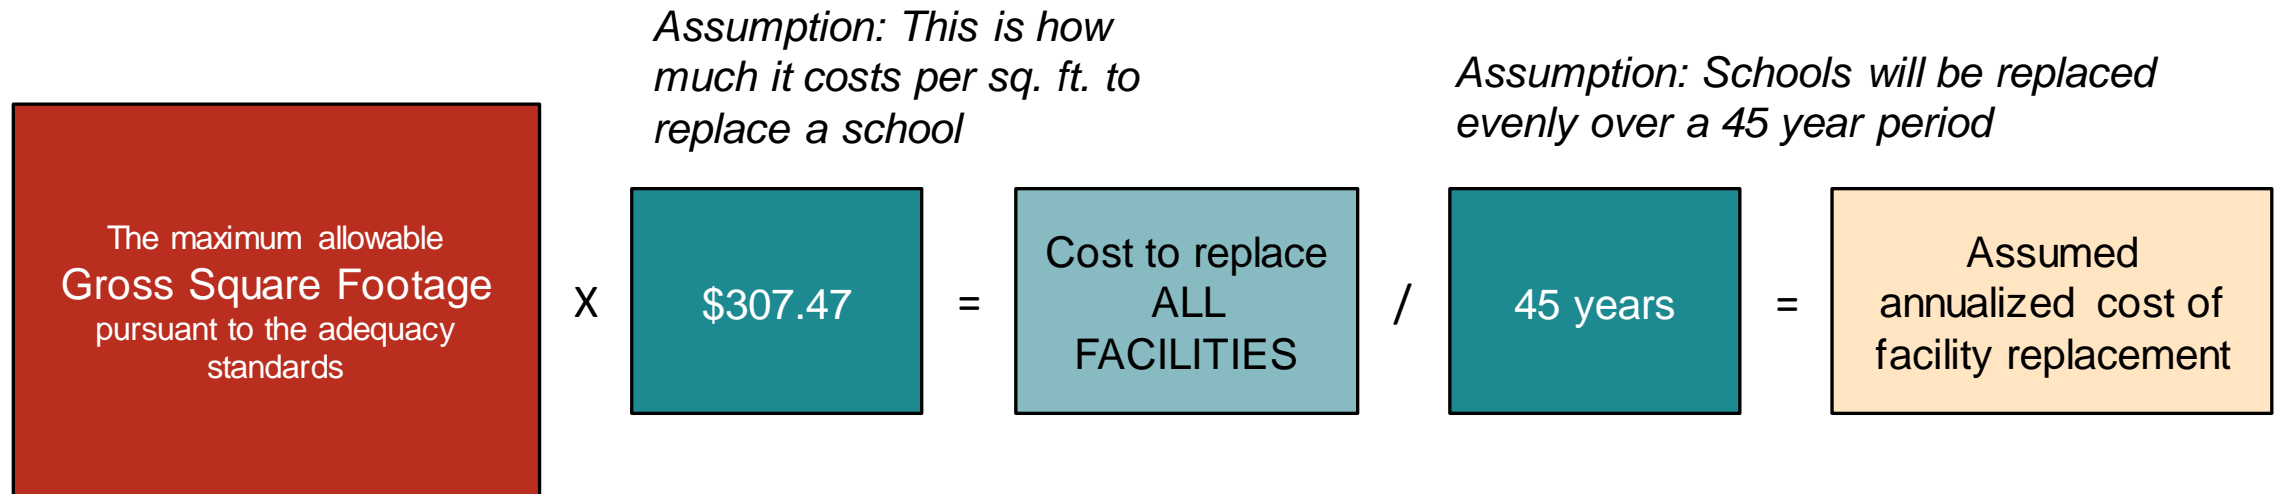 Assumption: This is how
much it costs per sq. ft. to
replace a school
Assumption: Schools will be replaced
evenly over a 45 year period
The maximum allowable
Gross Square Footage
pursuant to the adequacy
standards
X
$307.47
=
Cost to replace
ALL
FACILITIES
/
45 years
=
Assumed
annualized cost of
facility replacement